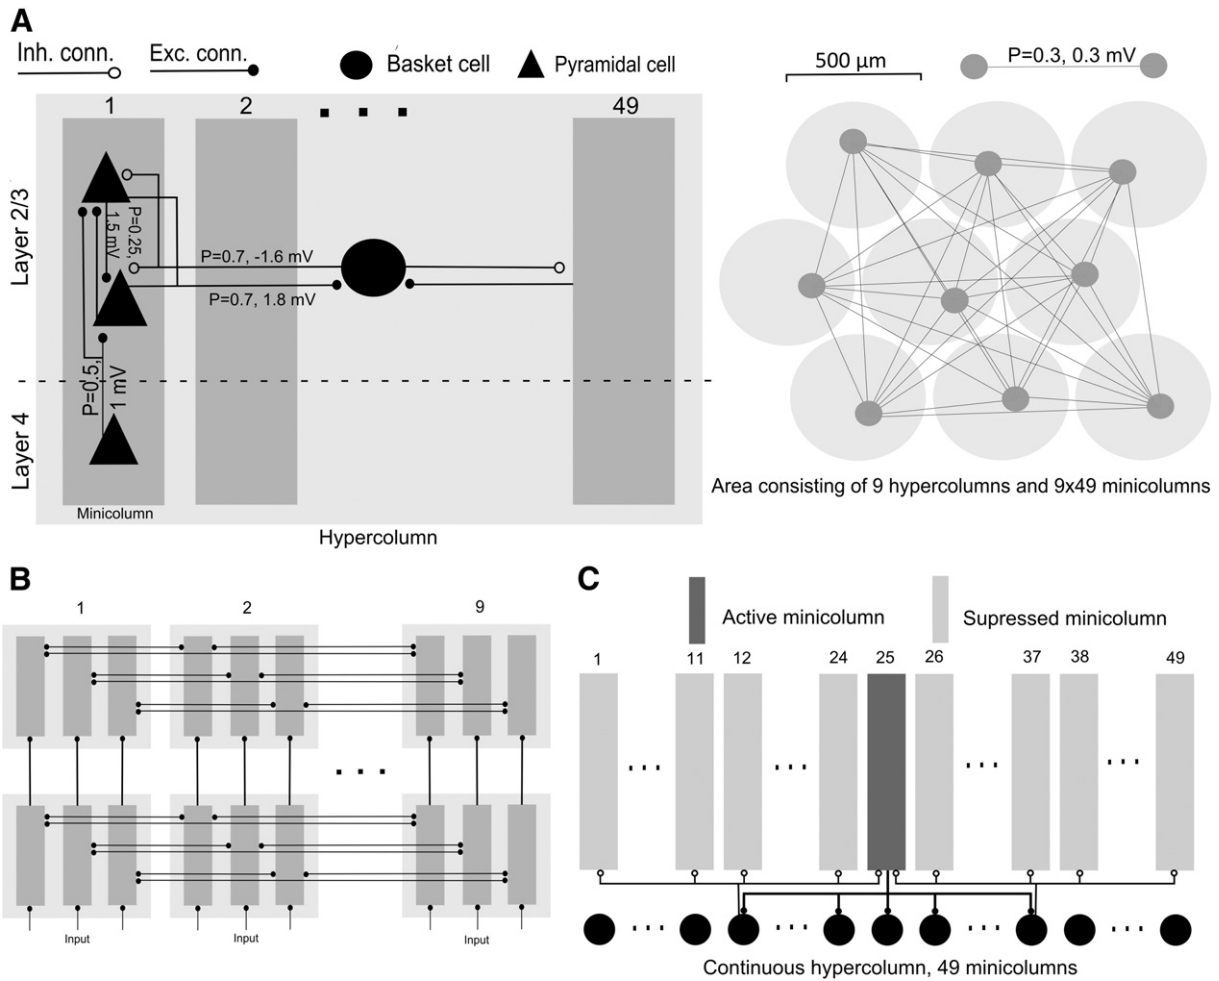 A
Inh. conn.
Exc. conn.
Basket cell
Pyramidal cell
1
2
49
Layer 2/3
Layer 4
P=0.25,
1.5 mV
P=0.7, -1.6 mV
P=0.7, 1.8 mV
P=0.5,
1 mV
Minicolumn
Hypercolumn
500 µm
P=0.3, 0.3 mV
Area consisting of 9 hypercolumns and 9x49 minicolumns
B
1
2
9
Input
Input
Input
C
Active minicolumn
Supressed minicolumn
1
11
12
24
25
26
37
38
49
Continuous hypercolumn, 49 minicolumns